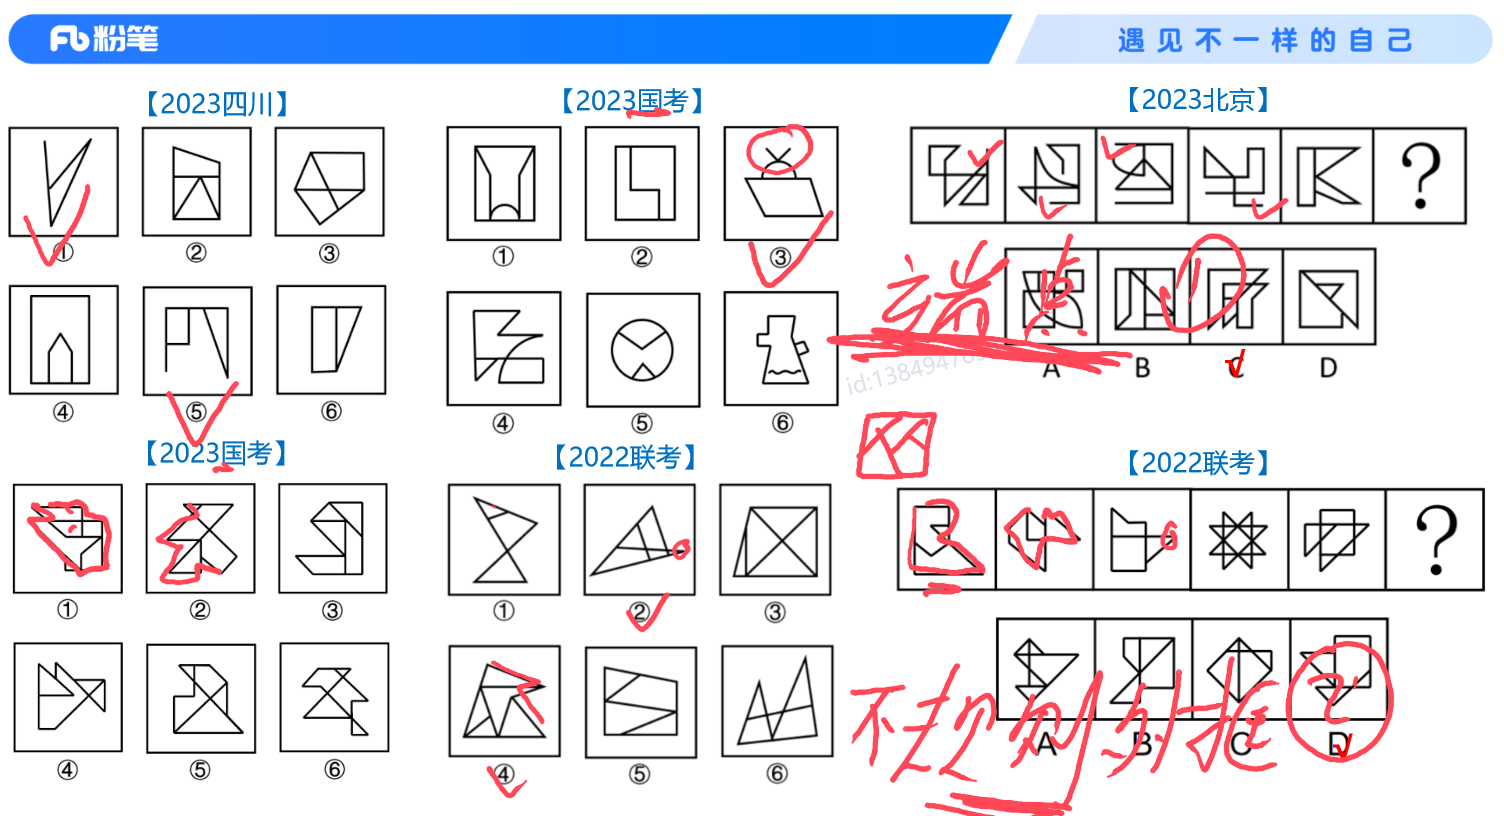 粉笔
遇见不一样的自己
【2023四川】
【2023国考】
【2023北京】
① ② ③
① ② ③
?
④ ⑤ ⑥
④ ⑤ ⑥
端点
A B C D
√
id:1384947
【2023国考】
【2022联考】
【2022联考】
① ② ③
① ② ③
?
④ ⑤ ⑥
④ ⑤ ⑥
不规则外框
A B C D
√